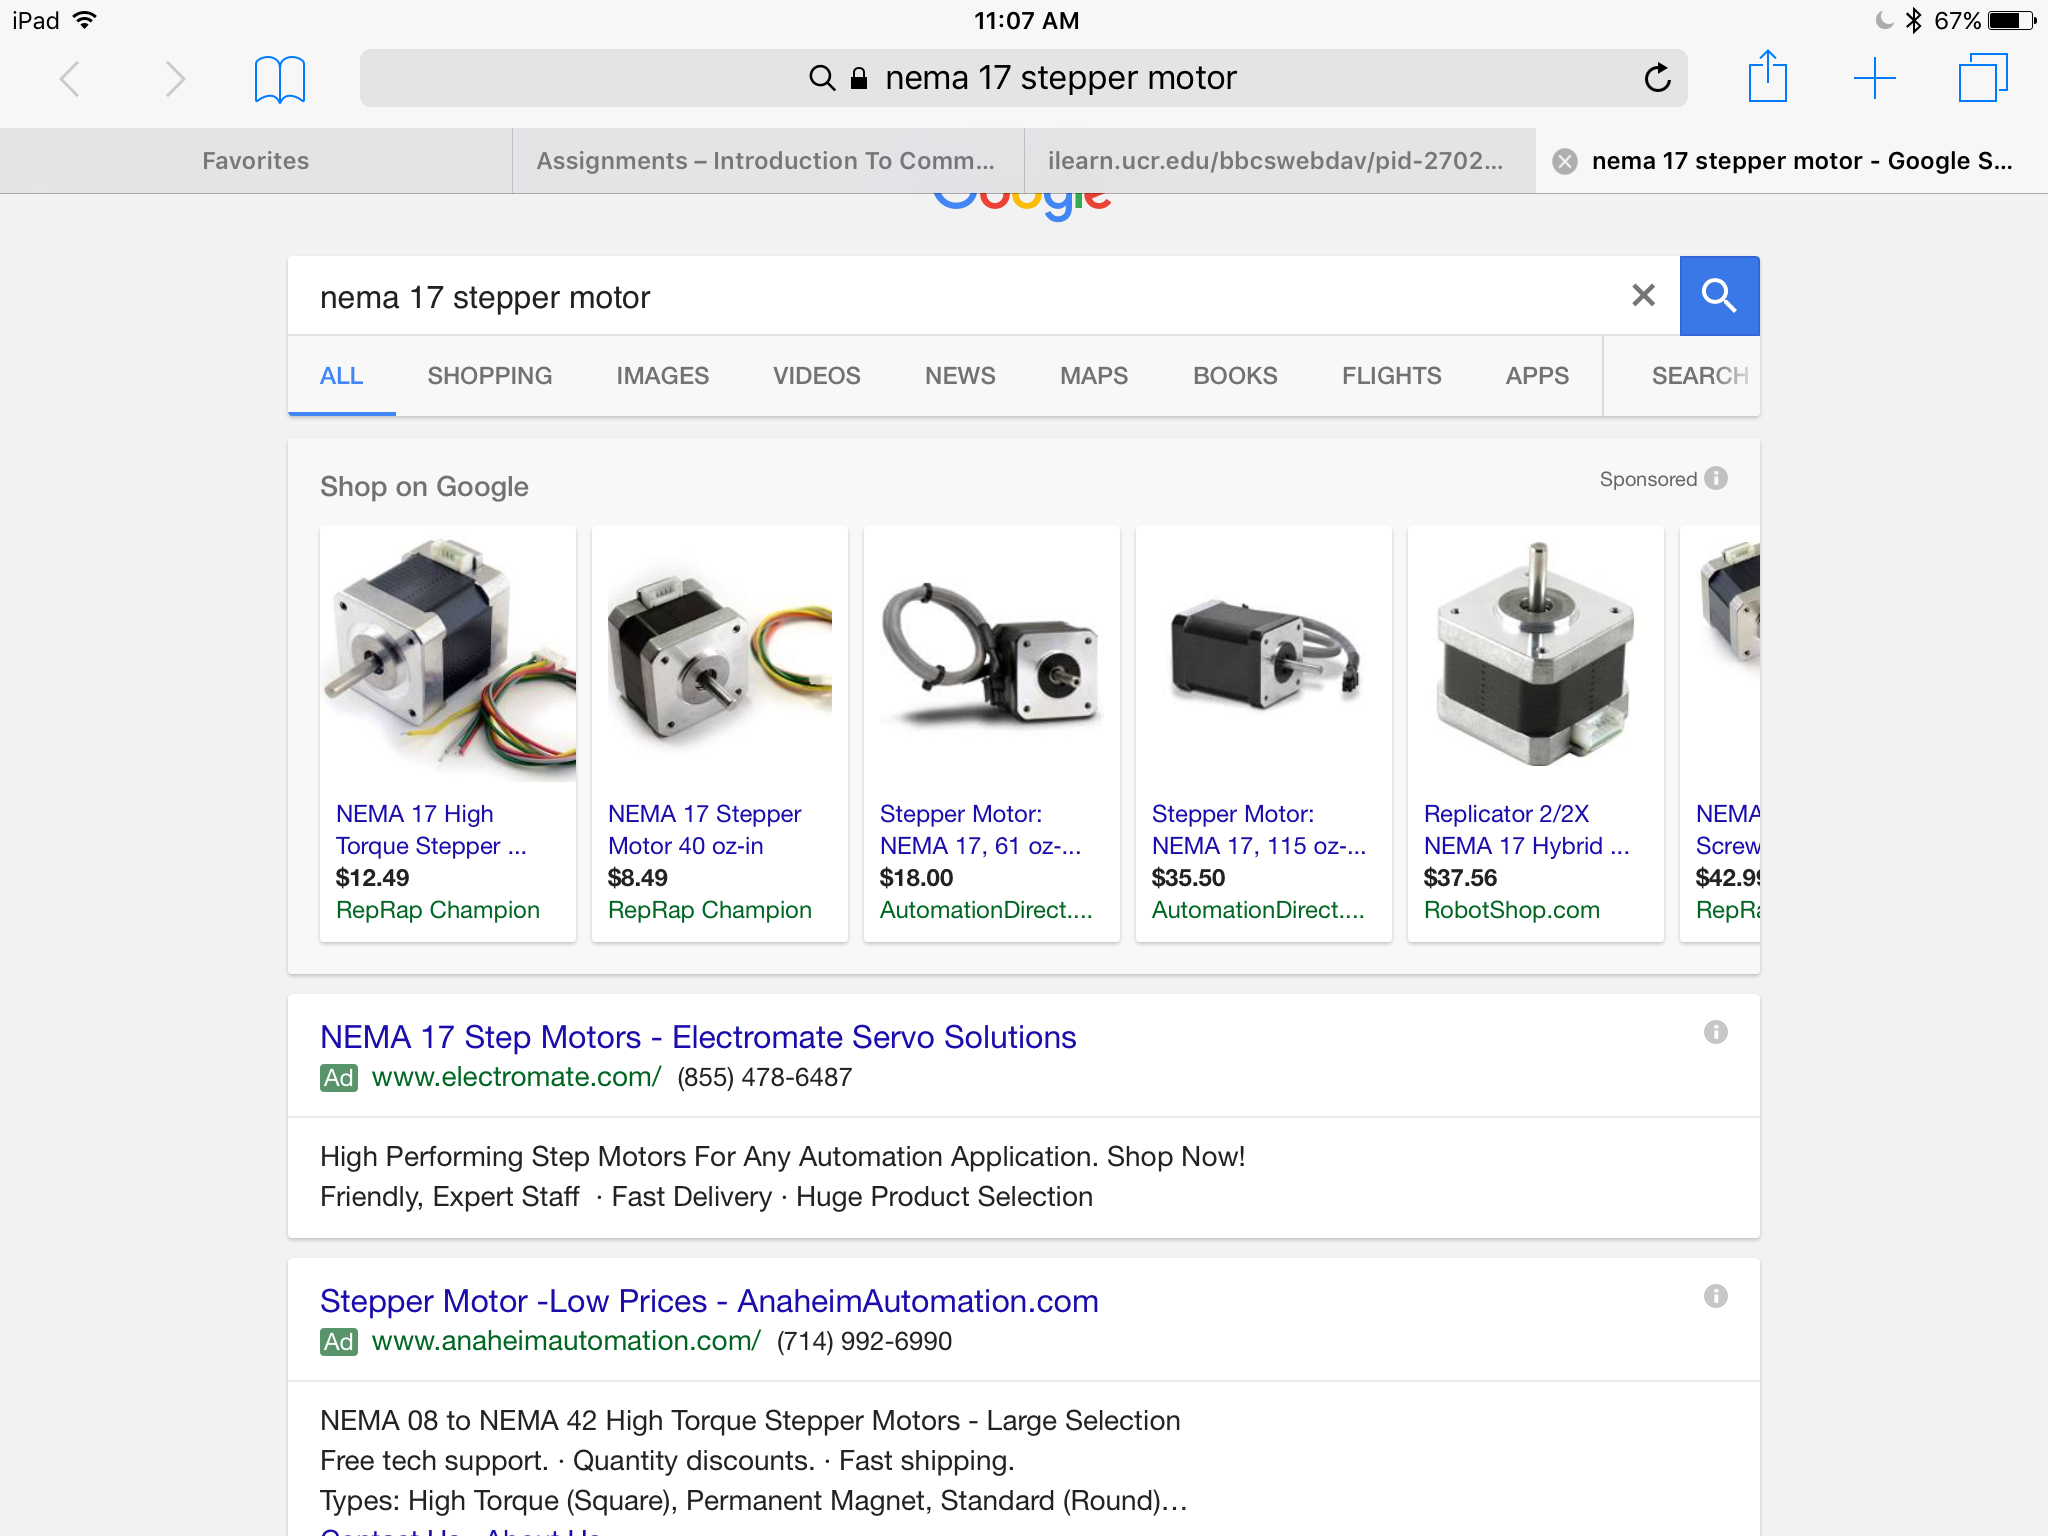 iPad
11:07 AM
67%
nema 17 stepper motor
Favorites
Assignments – Introduction To Comm...
ilearn.ucr.edu/bbcswebdav/pid-2702...
nema 17 stepper motor - Google S...
Google
nema 17 stepper motor
ALL SHOPPING IMAGES VIDEOS NEWS MAPS BOOKS FLIGHTS APPS SEARCH
Shop on Google
Sponsored
NEMA 17 High
Torque Stepper ...
$12.49
RepRap Champion
NEMA 17 Stepper
Motor 40 oz-in
$8.49
RepRap Champion
Stepper Motor:
NEMA 17, 61 oz-...
$18.00
AutomationDirect....
Stepper Motor:
NEMA 17, 115 oz-...
$35.50
AutomationDirect....
Replicator 2/2X
NEMA 17 Hybrid ...
$37.56
RobotShop.com
NEMA
Screw
$42.99
RepRa
NEMA 17 Step Motors - Electromate Servo Solutions
Ad www.electromate.com/ (855) 478-6487
High Performing Step Motors For Any Automation Application. Shop Now!
Friendly, Expert Staff · Fast Delivery · Huge Product Selection
Stepper Motor -Low Prices - AnaheimAutomation.com
Ad www.anaheimautomation.com/ (714) 992-6990
NEMA 08 to NEMA 42 High Torque Stepper Motors - Large Selection
Free tech support. · Quantity discounts. · Fast shipping.
Types: High Torque (Square), Permanent Magnet, Standard (Round)...
Contact Us · About Us